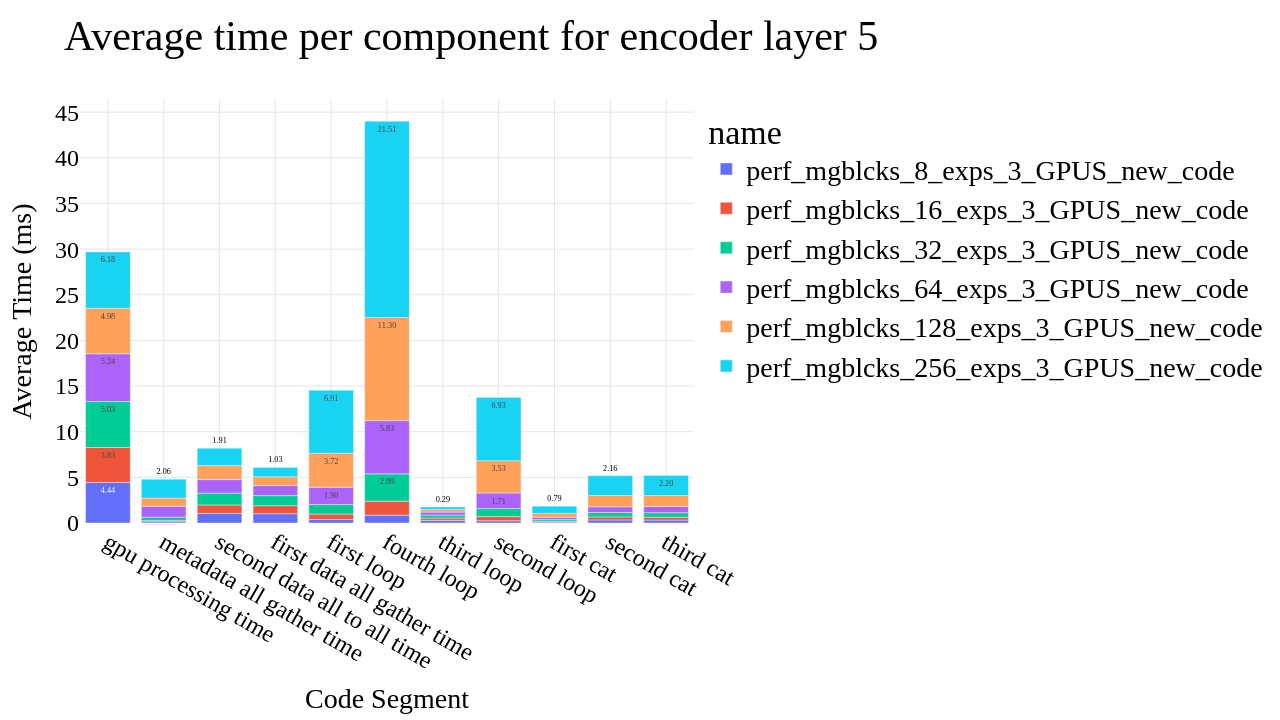 Average time per component for encoder layer 5
Average Time (ms)
45
40
35
30
25
20
15
10
5
0
6.18
4.98
5.24
5.03
3.83
4.44
2.06
1.91
1.03
6.91
3.72
1.90
21.51
11.30
5.83
2.99
0.29
6.93
3.53
1.71
0.79
2.16
2.20
gpu processing time
metadata all gather time
second data all to all time
first data all gather time
first loop
fourth loop
third loop
second loop
first cat
second cat
third cat
Code Segment
name
perf_mgblcks_8_exps_3_GPUS_new_code
perf_mgblcks_16_exps_3_GPUS_new_code
perf_mgblcks_32_exps_3_GPUS_new_code
perf_mgblcks_64_exps_3_GPUS_new_code
perf_mgblcks_128_exps_3_GPUS_new_code
perf_mgblcks_256_exps_3_GPUS_new_code